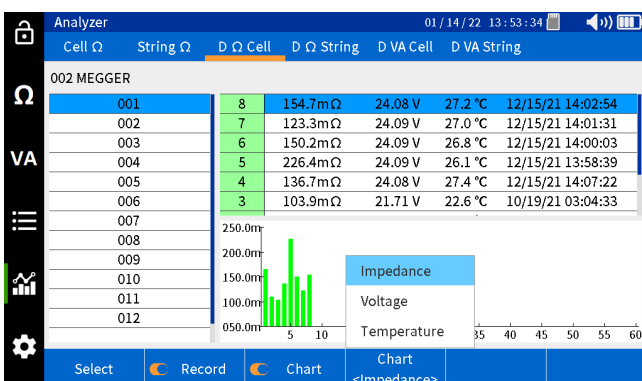 Analyzer 01/14/22 13:53:34
Cell Ω String Ω D Ω Cell D Ω String D VA Cell D VA String
002 MEGGER
Ω
VA
001
002
003
004
005
006
007
008
009
010
011
012
8 154.7mΩ 24.08 V 27.2 ℃ 12/15/21 14:02:54
7 123.3mΩ 24.09 V 27.0 ℃ 12/15/21 14:01:31
6 150.2mΩ 24.09 V 26.8 ℃ 12/15/21 14:00:03
5 226.4mΩ 24.09 V 26.1 ℃ 12/15/21 13:58:39
4 136.7mΩ 24.08 V 27.4 ℃ 12/15/21 14:07:22
3 103.9mΩ 21.71 V 22.6 ℃ 10/19/21 03:04:33
250.0m
200.0m
150.0m
100.0m
050.0m
5 10 35 40 45 50 55 60
Impedance
Voltage
Temperature
Select Record Chart Chart
<Impedance>